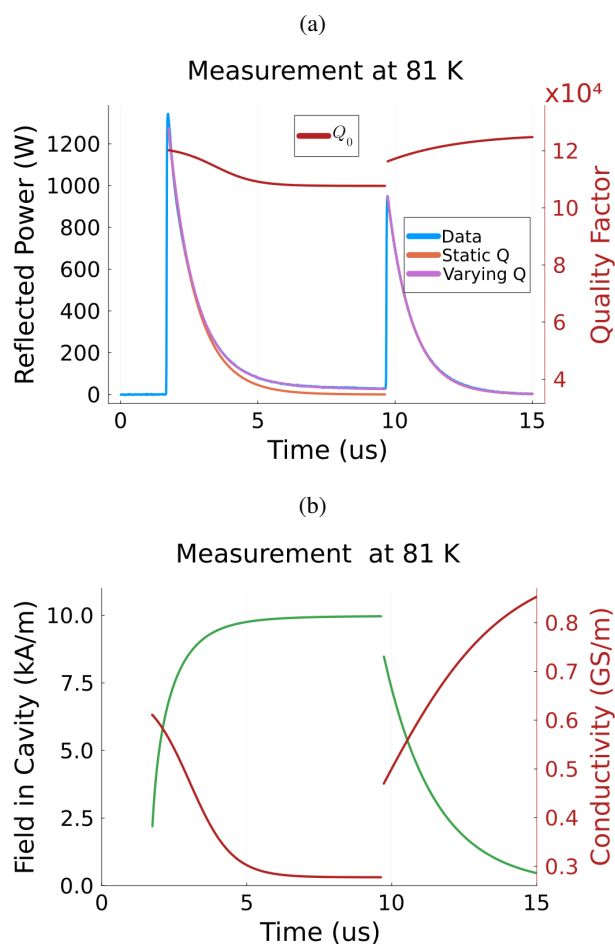 (a)
Measurement at 81 K
x10⁴
Reflected Power (W)
Quality Factor
1200
1000
800
600
400
200
0
12
10
8
6
4
Q₀
Data
Static Q
Varying Q
0
5
10
15
Time (us)
(b)
Measurement at 81 K
Field in Cavity (kA/m)
Conductivity (GS/m)
10.0
7.5
5.0
2.5
0.0
0.8
0.7
0.6
0.5
0.4
0.3
0
5
10
15
Time (us)